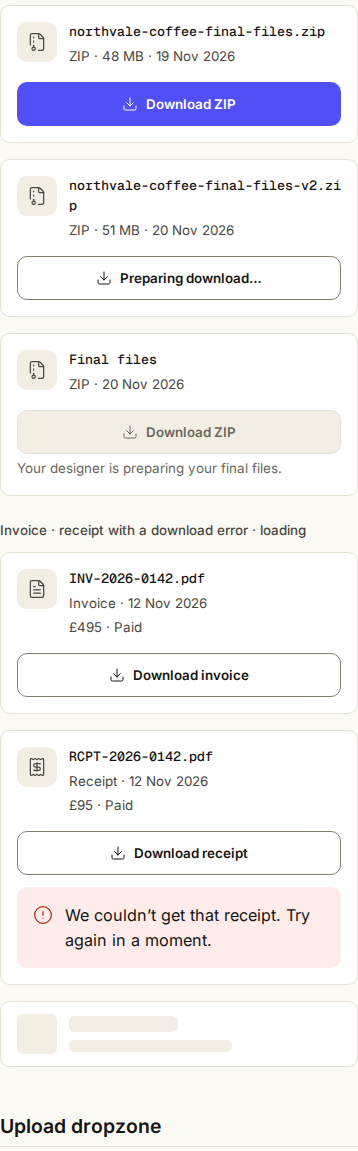 northvale-coffee-final-files.zip
ZIP · 48 MB · 19 Nov 2026
Download ZIP
northvale-coffee-final-files-v2.zi
p
ZIP · 51 MB · 20 Nov 2026
Preparing download…
Final files
ZIP · 20 Nov 2026
Download ZIP
Your designer is preparing your final files.
Invoice · receipt with a download error · loading
INV-2026-0142.pdf
Invoice · 12 Nov 2026
£495 · Paid
Download invoice
RCPT-2026-0142.pdf
Receipt · 12 Nov 2026
£95 · Paid
Download receipt
We couldn’t get that receipt. Try
again in a moment.
Upload dropzone